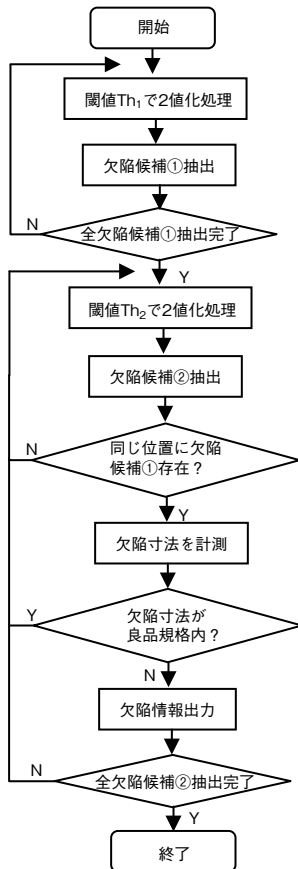 開始
閾値Th₁で2値化処理
欠陥候補①抽出
N
全欠陥候補①抽出完了
Y
閾値Th₂で2値化処理
欠陥候補②抽出
N
同じ位置に欠陥
候補①存在？
Y
欠陥寸法を計測
Y
欠陥寸法が
良品規格内？
N
欠陥情報出力
N
全欠陥候補②抽出完了
Y
終了